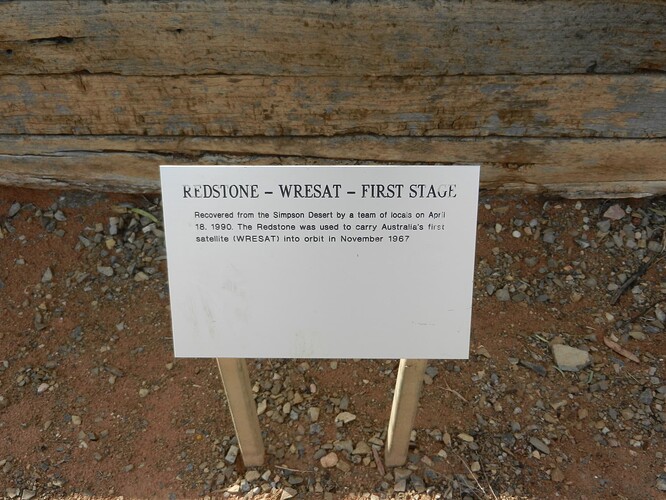 REDSTONE – WRESAT – FIRST STAGE
Recovered from the Simpson Desert by a team of locals on April
18, 1990. The Redstone was used to carry Australia's first
satellite (WRESAT) into orbit in November 1967